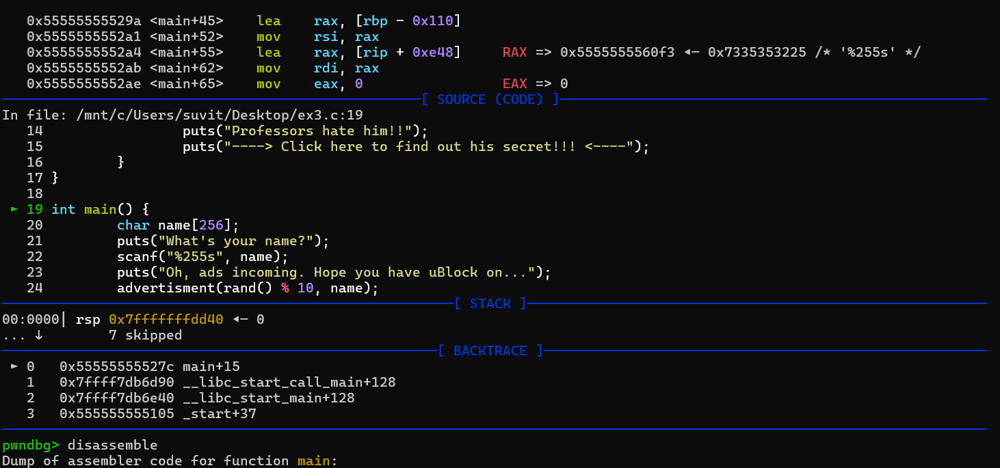 0x55555555529a <main+45>    lea    rax, [rbp - 0x110]
0x5555555552a1 <main+52>    mov    rsi, rax
0x5555555552a4 <main+55>    lea    rax, [rip + 0xe48]     RAX => 0x5555555560f3 ◂— 0x7335353225 /* '%255s' */
0x5555555552ab <main+62>    mov    rdi, rax
0x5555555552ae <main+65>    mov    eax, 0                 EAX => 0
[ SOURCE (CODE) ]
In file: /mnt/c/Users/suvit/Desktop/ex3.c:19
14                 puts("Professors hate him!!");
15                 puts("----> Click here to find out his secret!!! <----");
16         }
17 }
18
► 19 int main() {
20         char name[256];
21         puts("What's your name?");
22         scanf("%255s", name);
23         puts("Oh, ads incoming. Hope you have uBlock on...");
24         advertisment(rand() % 10, name);
[ STACK ]
00:0000│ rsp 0x7fffffffdd40 ◂— 0
... ↓        7 skipped
[ BACKTRACE ]
► 0   0x55555555527c main+15
1   0x7ffff7db6d90 __libc_start_call_main+128
2   0x7ffff7db6e40 __libc_start_main+128
3   0x555555555105 _start+37
pwndbg> disassemble
Dump of assembler code for function main: